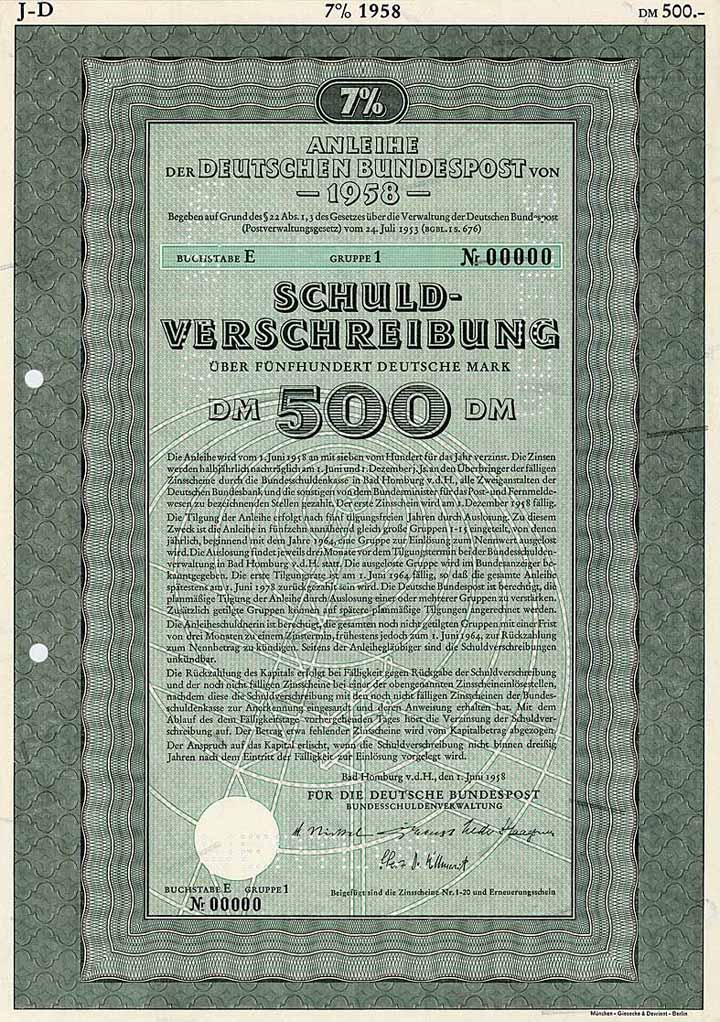 J-D 7% 1958 DM 500.-
7%
ANLEIHE
DER DEUTSCHEN BUNDESPOST VON
— 1958 —
Begeben auf Grund des § 22 Abs. 1, 3 des Gesetzes über die Verwaltung der Deutschen Bundespost
(Postverwaltungsgesetz) vom 24. Juli 1953 (BGBL. I S. 676)
BUCHSTABE E GRUPPE 1 Nr 00000
SCHULD-
VERSCHREIBUNG
ÜBER FÜNFHUNDERT DEUTSCHE MARK
DM 500 DM
Die Anleihe wird vom 1. Juni 1958 an mit sieben vom Hundert für das Jahr verzinst. Die Zinsen
werden halbjährlich nachträglich am 1. Juni und 1. Dezember j. Js. an den Überbringer der fälligen
Zinsscheine durch die Bundesschuldenkasse in Bad Homburg v.d.H., alle Zweiganstalten der
Deutschen Bundesbank und die sonstigen von dem Bundesminister für das Post- und Fernmelde-
wesen zu bezeichnenden Stellen gezahlt. Der erste Zinsschein wird am 1. Dezember 1958 fällig.
Die Tilgung der Anleihe erfolgt nach fünf tilgungsfreien Jahren durch Auslosung. Zu diesem
Zweck ist die Anleihe in fünfzehn annähernd gleich große Gruppen 1-15 eingeteilt, von denen
jährlich, beginnend mit dem Jahre 1964, eine Gruppe zur Einlösung zum Nennwert ausgelost
wird. Die Auslosung findet jeweils drei Monate vor dem Tilgungstermin bei der Bundesschulden-
verwaltung in Bad Homburg v.d.H. statt. Die ausgeloste Gruppe wird im Bundesanzeiger be-
kanntgegeben. Die erste Tilgungsrate ist am 1. Juni 1964 fällig, so daß die gesamte Anleihe
spätestens am 1. Juni 1978 zurückgezahlt sein wird. Die Deutsche Bundespost ist berechtigt, die
planmäßige Tilgung der Anleihe durch Auslosung einer oder mehrerer Gruppen zu verstärken.
Zusätzlich getilgte Gruppen können auf spätere planmäßige Tilgungen angerechnet werden.
Die Anleiheschuldnerin ist berechtigt, die gesamten noch nicht getilgten Gruppen mit einer Frist
von drei Monaten zu einem Zinstermin, frühestens jedoch zum 1. Juni 1964, zur Rückzahlung
zum Nennbetrag zu kündigen. Seitens der Anleihegläubiger sind die Schuldverschreibungen
unkündbar.
Die Rückzahlung des Kapitals erfolgt bei Fälligkeit gegen Rückgabe der Schuldverschreibung
und der noch nicht fälligen Zinsscheine bei einer der obengenannten Zinsscheineinlösestellen,
nachdem diese die Schuldverschreibung mit den noch nicht fälligen Zinsscheinen der Bundes-
schuldenkasse zur Anerkennung eingesandt und deren Anweisung erhalten hat. Mit dem
Ablauf des dem Fälligkeitstage vorhergehenden Tages hört die Verzinsung der Schuldver-
schreibung auf. Der Betrag etwa fehlender Zinsscheine wird vom Kapitalbetrag abgezogen.
Der Anspruch auf das Kapital erlischt, wenn die Schuldverschreibung nicht binnen dreißig
Jahren nach dem Eintritt der Fälligkeit zur Einlösung vorgelegt wird.
Bad Homburg v.d.H., den 1. Juni 1958
FÜR DIE DEUTSCHE BUNDESPOST
BUNDESSCHULDENVERWALTUNG
BUCHSTABE E GRUPPE 1
Nr 00000
Beigefügt sind die Zinsscheine Nr. 1-20 und Erneuerungsschein
München - Giesecke & Devrient - Berlin